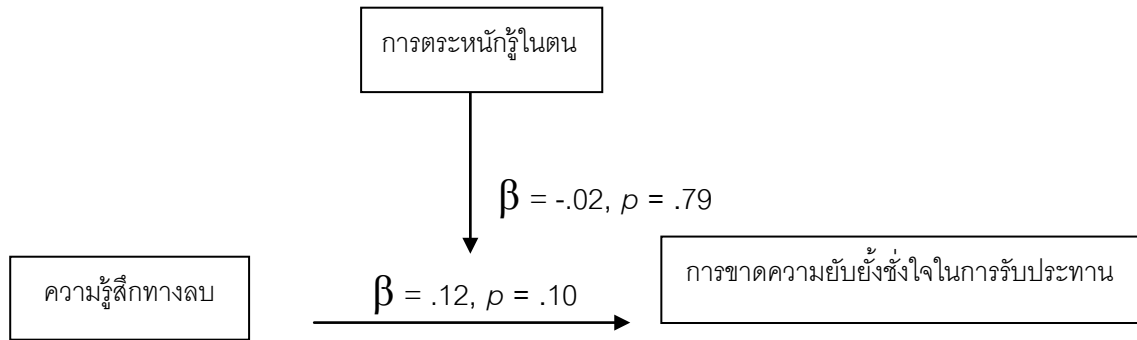 การตระหนักรู้ในตน
β = -.02, p = .79
ความรู้สึกทางลบ
β = .12, p = .10
การขาดความยับยั้งชั่งใจในการรับประทาน